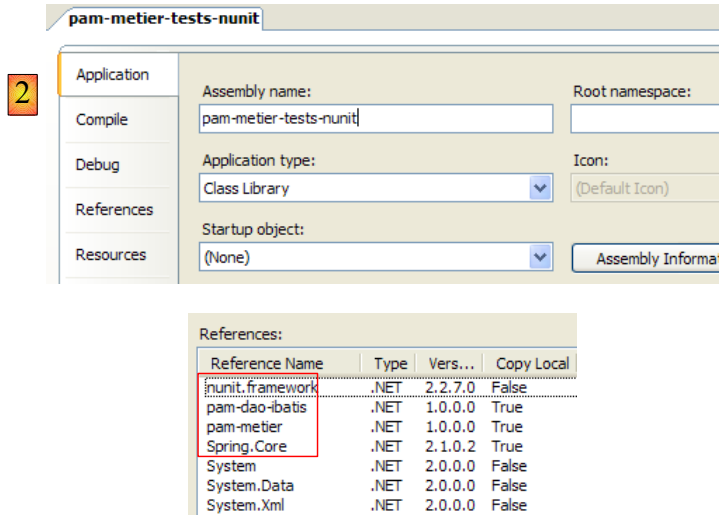 pam-metier-tests-nunit
2
Application
Compile
Debug
References
Resources
Assembly name:
Root namespace:
pam-metier-tests-nunit
Application type:
Icon:
Class Library
(Default Icon)
Startup object:
(None)
Assembly Informat
References:
Reference Name Type Vers... Copy Local
nunit.framework .NET 2.2.7.0 False
pam-dao-ibatis .NET 1.0.0.0 True
pam-metier .NET 1.0.0.0 True
Spring.Core .NET 2.1.0.2 True
System .NET 2.0.0.0 False
System.Data .NET 2.0.0.0 False
System.Xml .NET 2.0.0.0 False